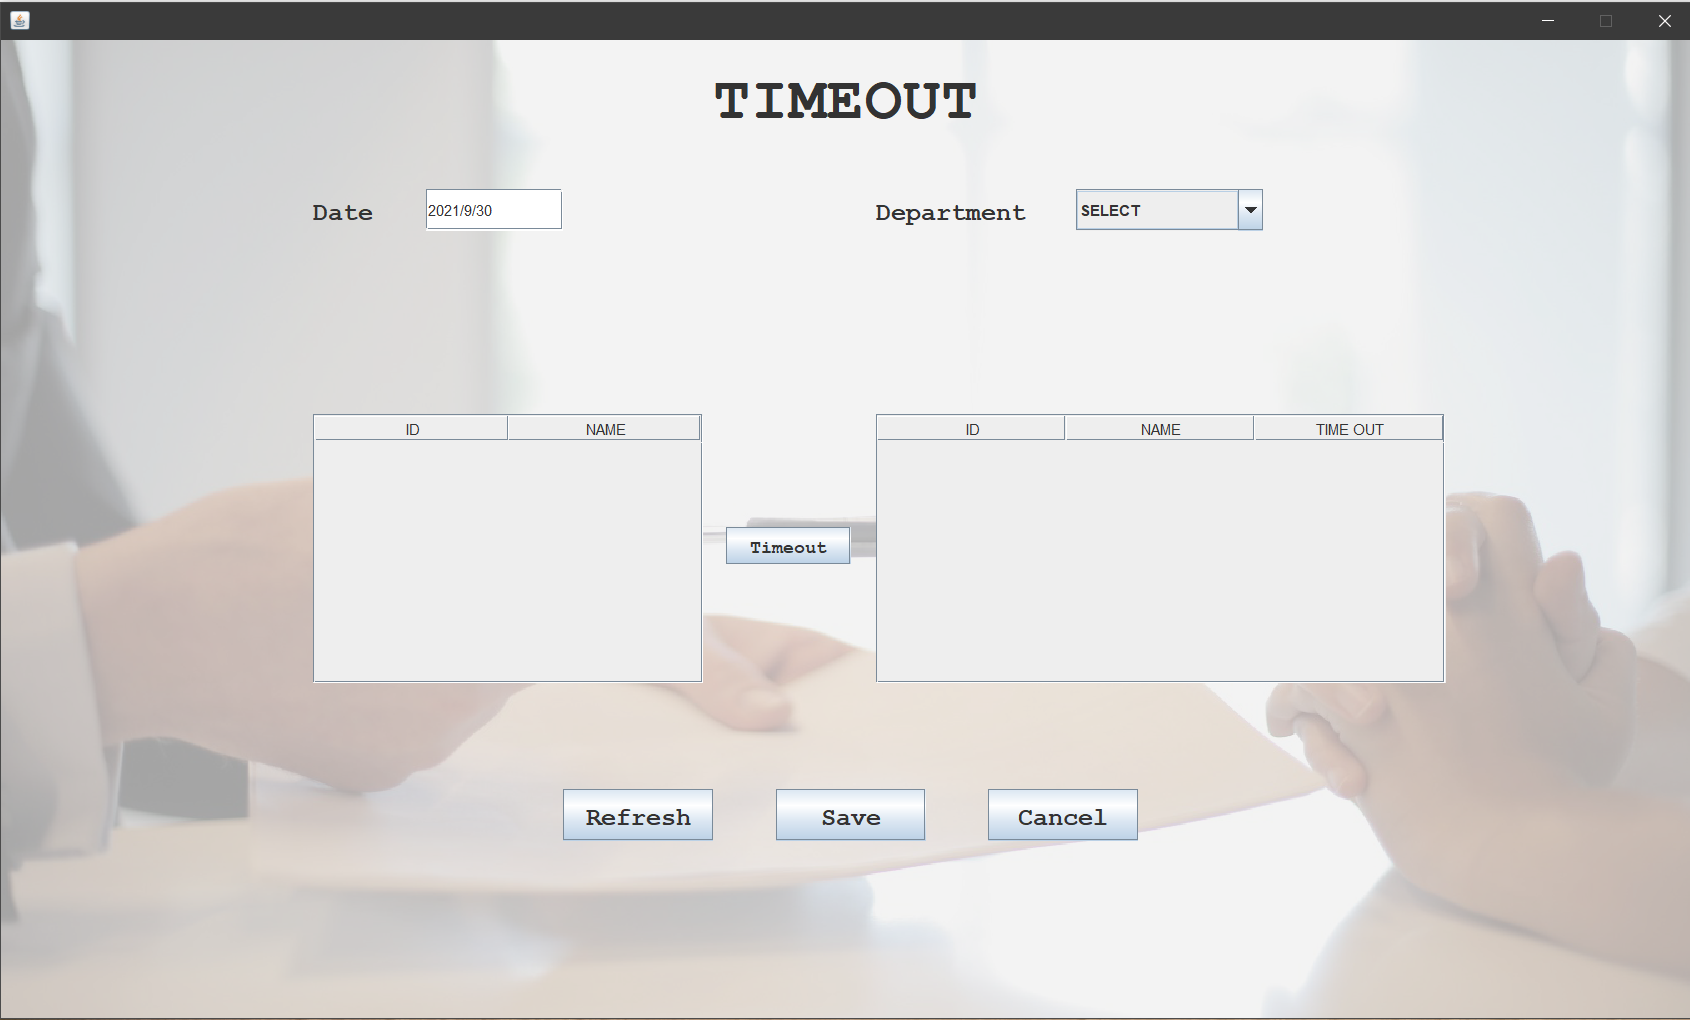 TIMEOUT
Date 2021/9/30 Department SELECT
ID NAME
ID NAME TIME OUT
Timeout
Refresh Save Cancel